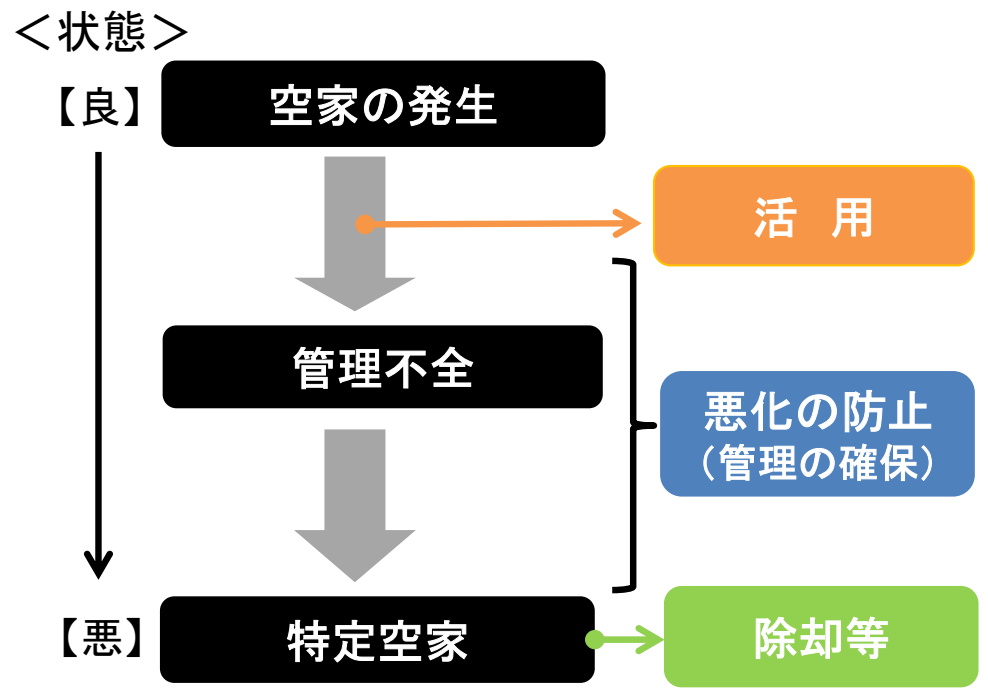 ＜状態＞
【良】
空家の発生
活　用
管理不全
悪化の防止
（管理の確保）
【悪】
特定空家
除却等